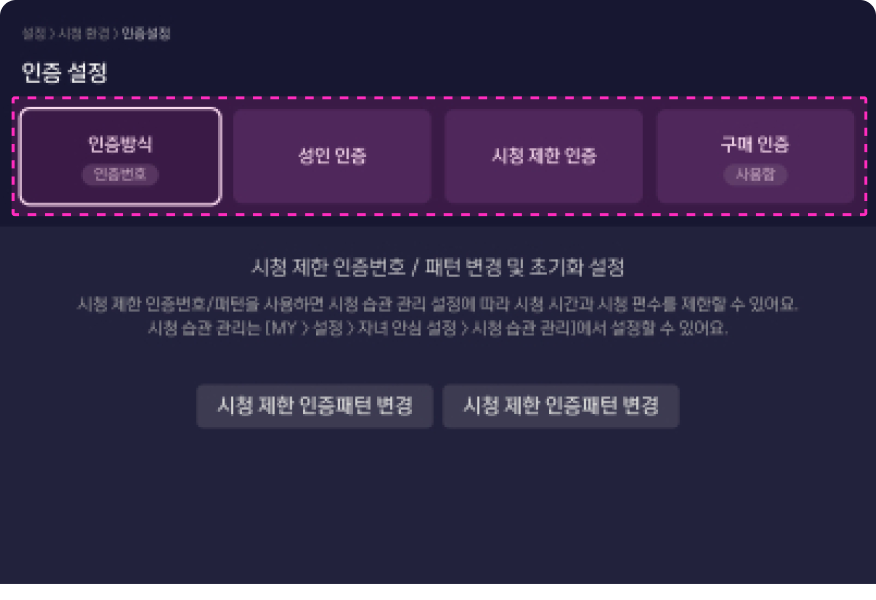 설정 > 시청 환경 > 인증설정
인증 설정
인증방식
인증번호
성인 인증
시청 제한 인증
구매 인증
사용함
시청 제한 인증번호 / 패턴 변경 및 초기화 설정
시청 제한 인증번호/패턴을 사용하면 시청 습관 관리 설정에 따라 시청 시간과 시청 편수를 제한할 수 있어요.
시청 습관 관리는 [MY > 설정 > 자녀 안심 설정 > 시청 습관 관리]에서 설정할 수 있어요.
시청 제한 인증패턴 변경
시청 제한 인증패턴 변경